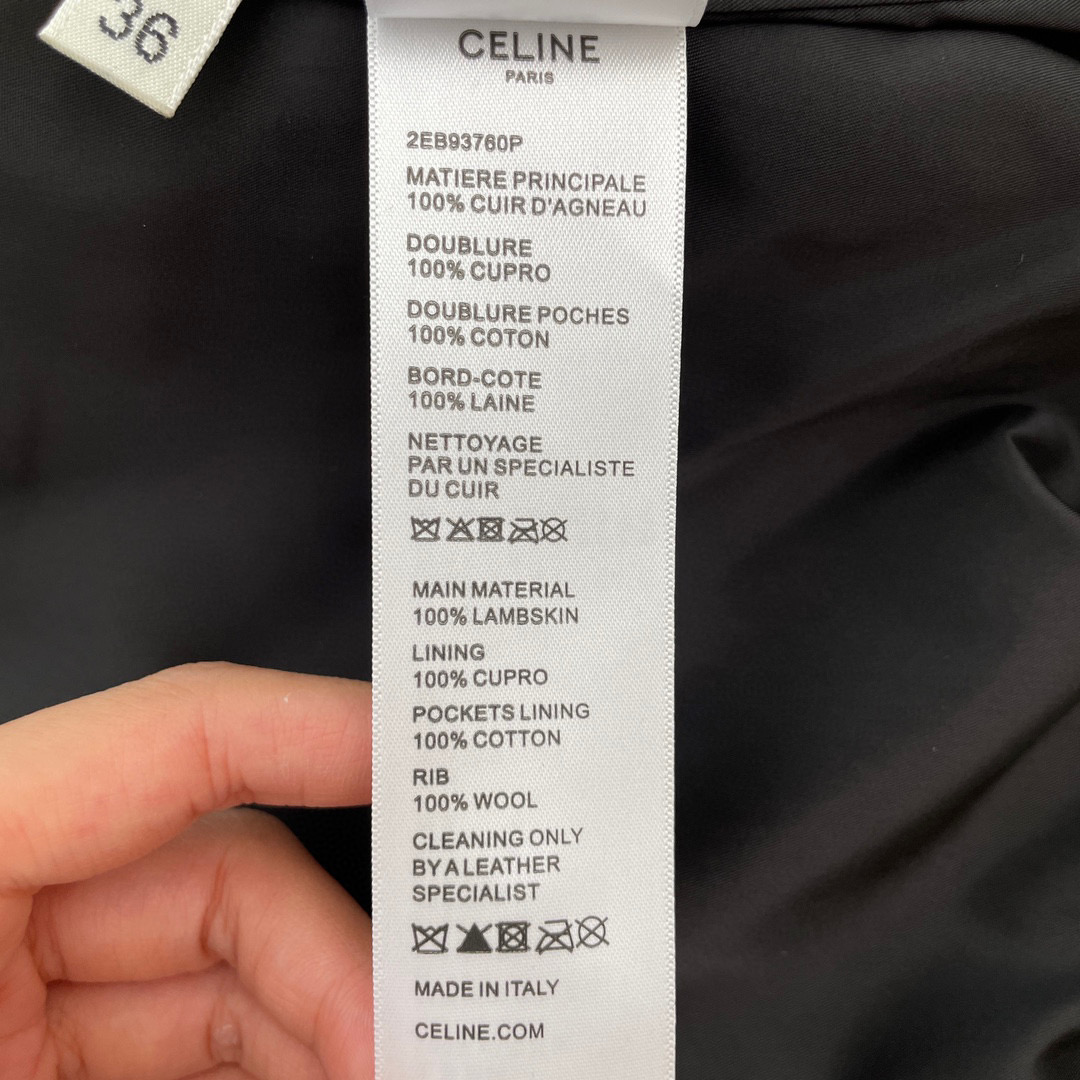 36
CELINE
PARIS
2EB93760P
MATIERE PRINCIPALE
100% CUIR D'AGNEAU
DOUBLURE
100% CUPRO
DOUBLURE POCHES
100% COTON
BORD-COTE
100% LAINE
NETTOYAGE
PAR UN SPECIALISTE
DU CUIR
MAIN MATERIAL
100% LAMBSKIN
LINING
100% CUPRO
POCKETS LINING
100% COTTON
RIB
100% WOOL
CLEANING ONLY
BY A LEATHER
SPECIALIST
MADE IN ITALY
CELINE.COM